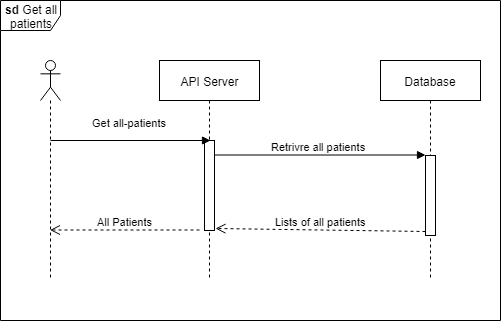 sd Get all
patients
API Server
Database
Get all-patients
Retrivre all patients
All Patients
Lists of all patients